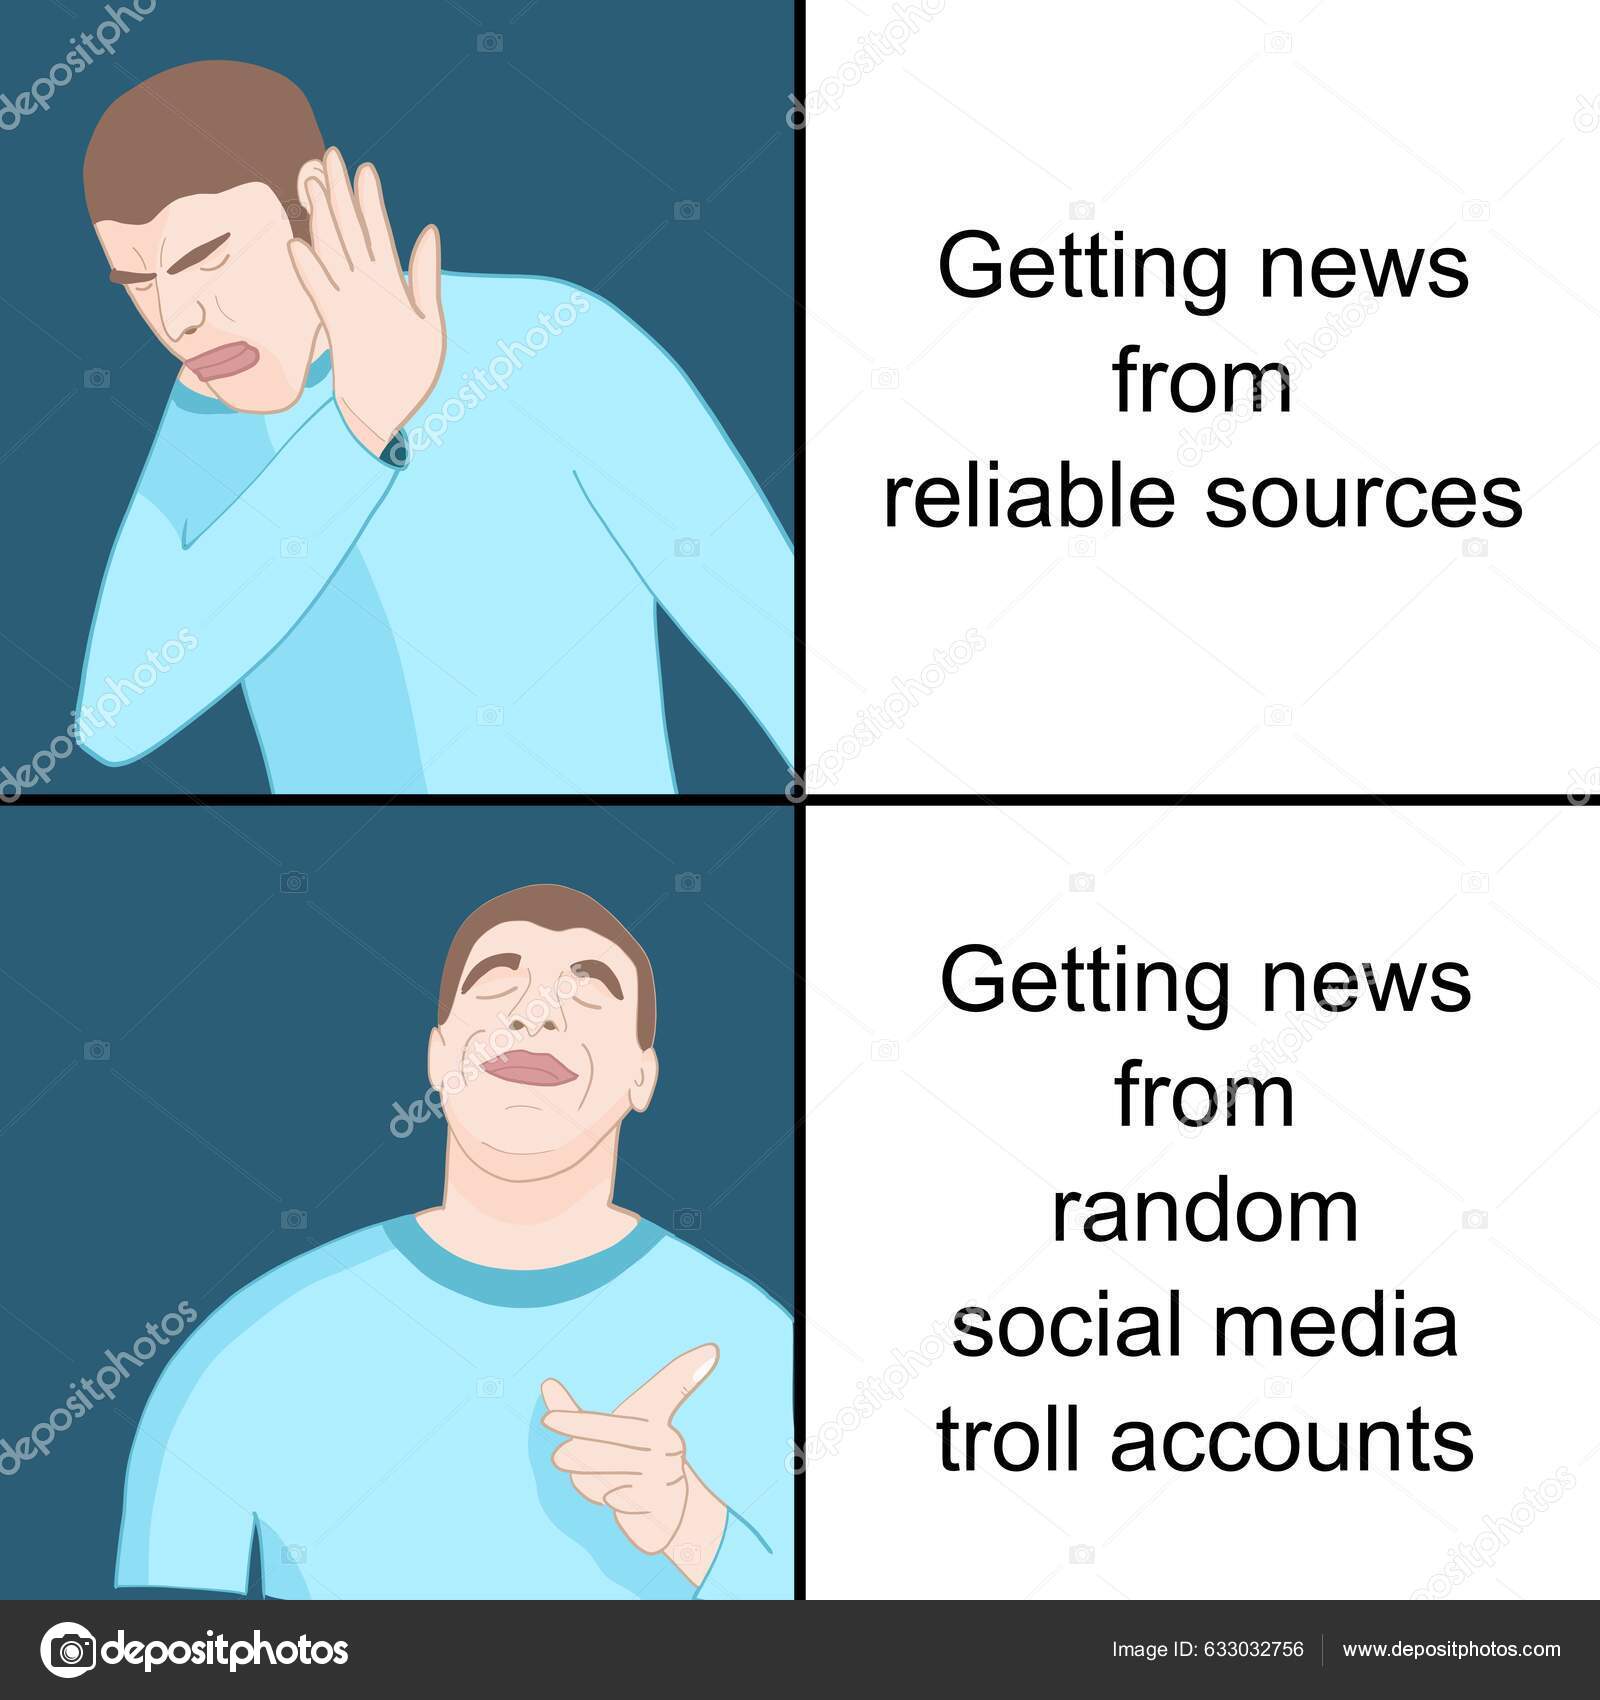 Getting news
from
reliable sources
Getting news
from
random
social media
troll accounts
depositphotos
Image ID: 633032756
www.depositphotos.com